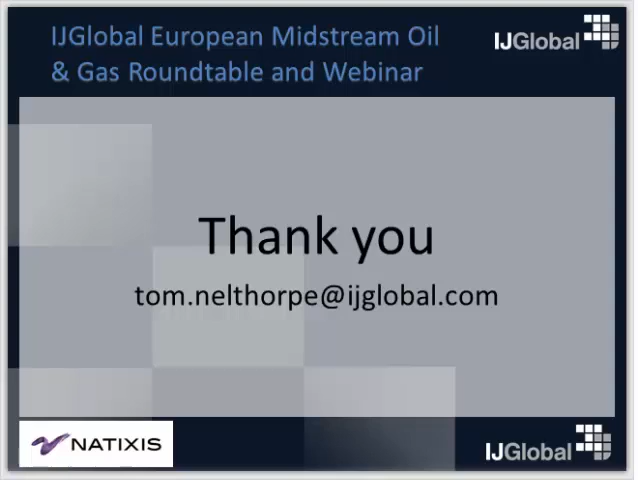 IJGlobal European Midstream Oil
& Gas Roundtable and Webinar
IJGlobal
Thank you
tom.nelthorpe@ijglobal.com
NATIXIS
IJGlobal